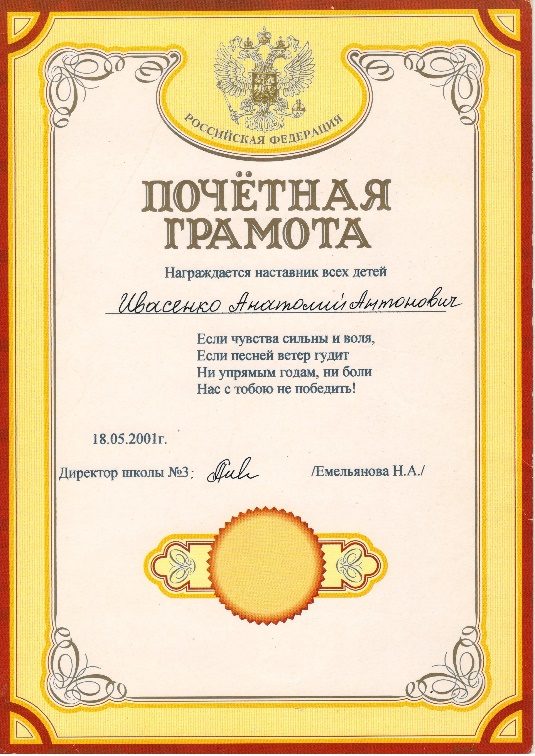 РОССИЙСКАЯ ФЕДЕРАЦИЯ
ПОЧЁТНАЯ
ГРАМОТА
Награждается наставник всех детей
Ивасенко Анатолий Антонович
Если чувства сильны и воля,
Если песней ветер гудит
Ни упрямым годам, ни боли
Нас с тобою не победить!
18.05.2001г.
Директор школы №3: /Емельянова Н.А./